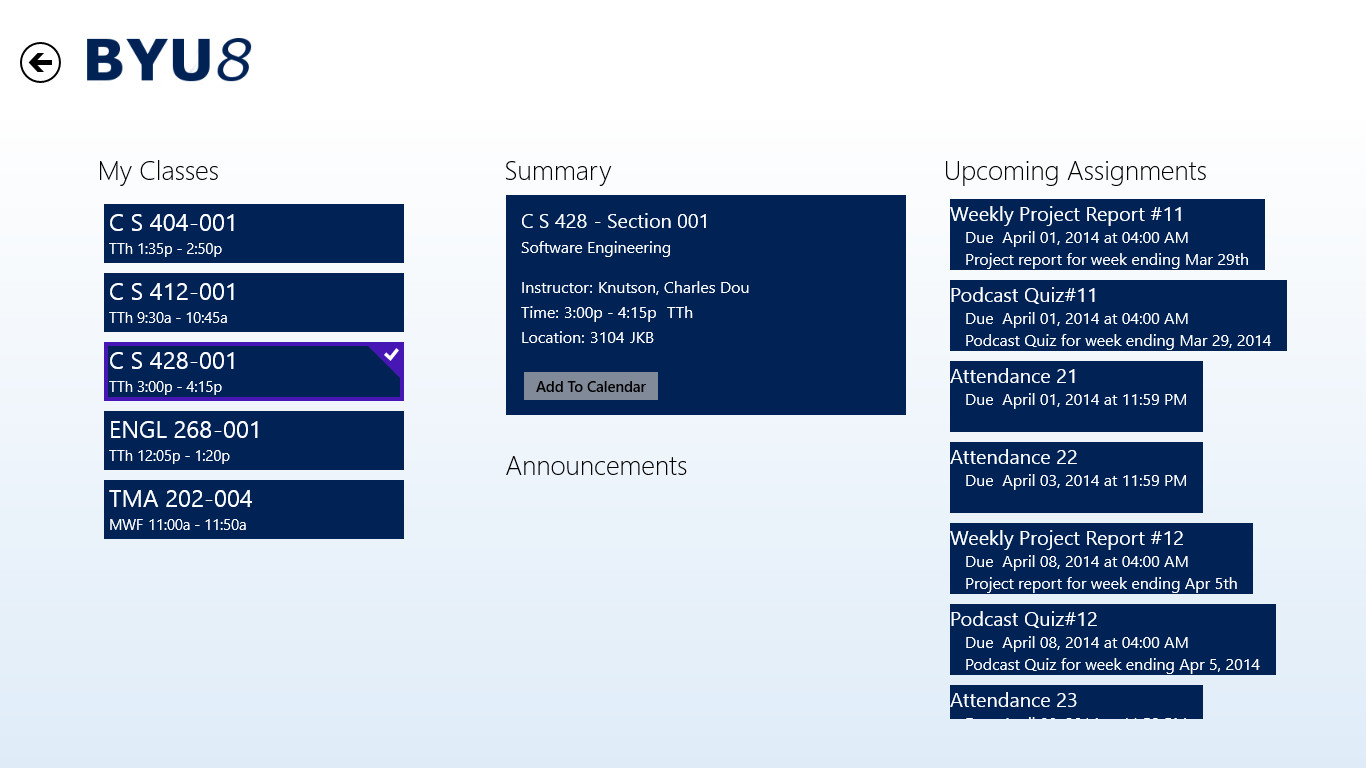 BYU8
My Classes
C S 404-001
TTh 1:35p - 2:50p
C S 412-001
TTh 9:30a - 10:45a
C S 428-001
TTh 3:00p - 4:15p
ENGL 268-001
TTh 12:05p - 1:20p
TMA 202-004
MWF 11:00a - 11:50a
Summary
C S 428 - Section 001
Software Engineering
Instructor: Knutson, Charles Dou
Time: 3:00p - 4:15p TTh
Location: 3104 JKB
Add To Calendar
Announcements
Upcoming Assignments
Weekly Project Report #11
Due April 01, 2014 at 04:00 AM
Project report for week ending Mar 29th
Podcast Quiz#11
Due April 01, 2014 at 04:00 AM
Podcast Quiz for week ending Mar 29, 2014
Attendance 21
Due April 01, 2014 at 11:59 PM
Attendance 22
Due April 03, 2014 at 11:59 PM
Weekly Project Report #12
Due April 08, 2014 at 04:00 AM
Project report for week ending Apr 5th
Podcast Quiz#12
Due April 08, 2014 at 04:00 AM
Podcast Quiz for week ending Apr 5, 2014
Attendance 23